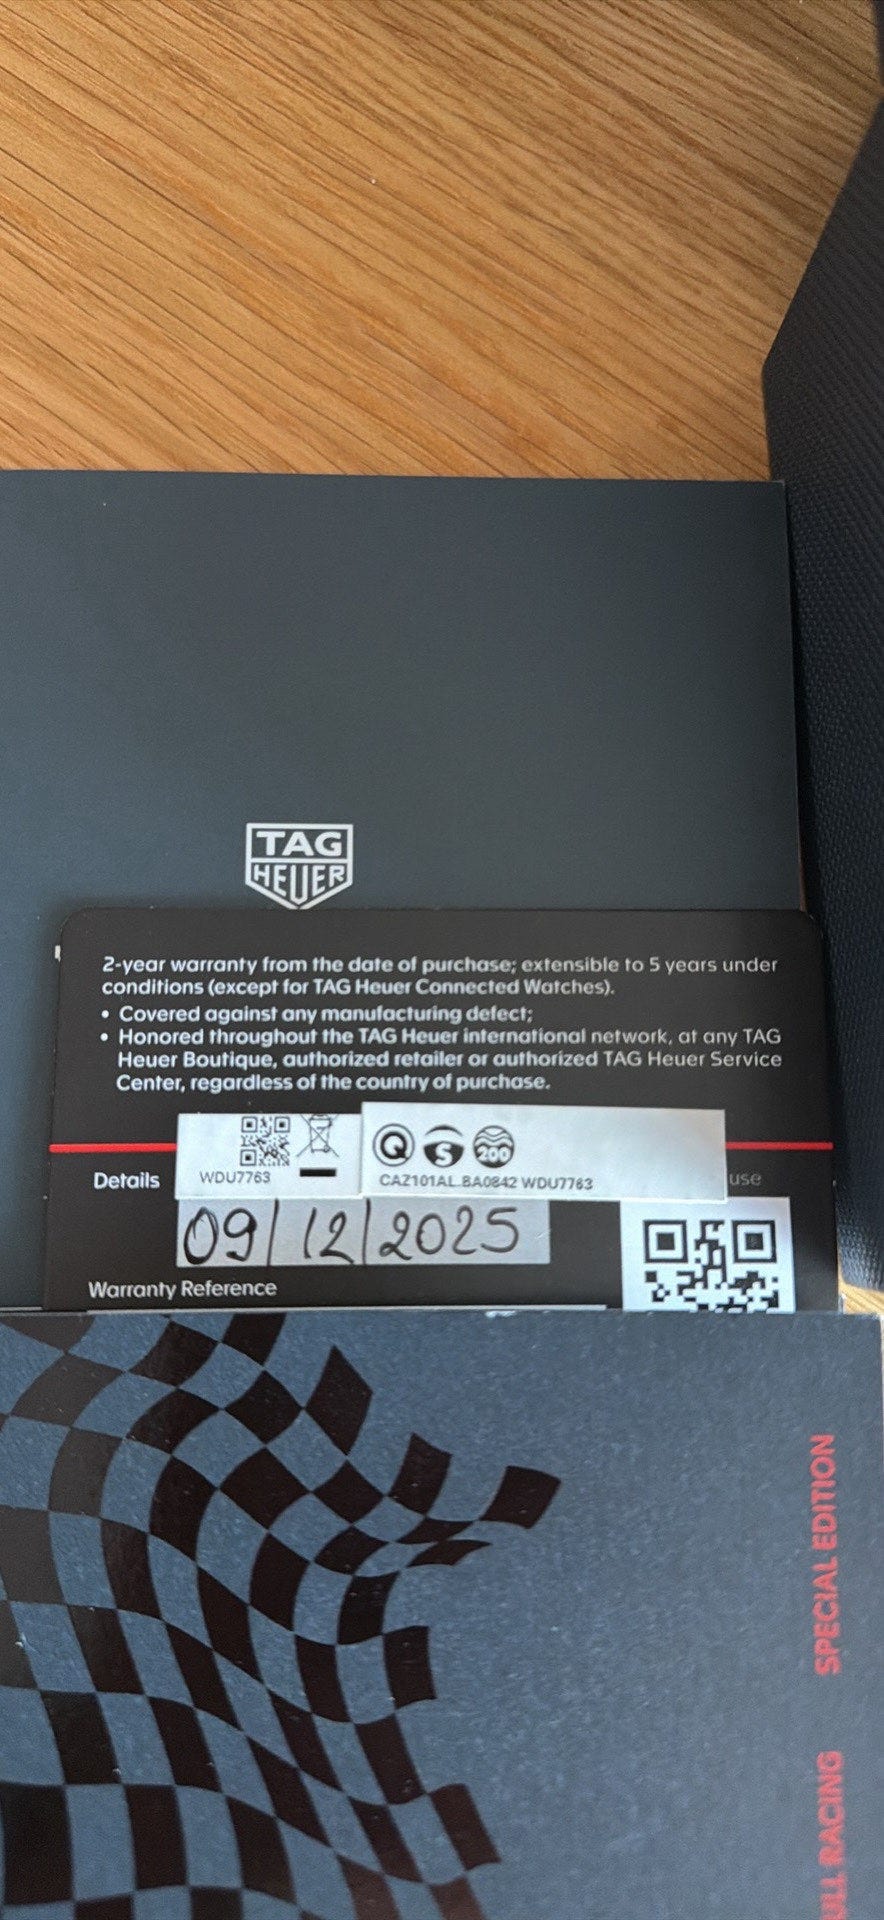 TAG
HEUER
2-year warranty from the date of purchase; extensible to 5 years under
conditions (except for TAG Heuer Connected Watches).
• Covered against any manufacturing defect;
• Honored throughout the TAG Heuer international network, at any TAG
Heuer Boutique, authorized retailer or authorized TAG Heuer Service
Center, regardless of the country of purchase.
Q S 200
Details WDU7763 CAZ101AL.BA0842 WDU7763 use
09/12/2025
Warranty Reference
SPECIAL EDITION
RACING